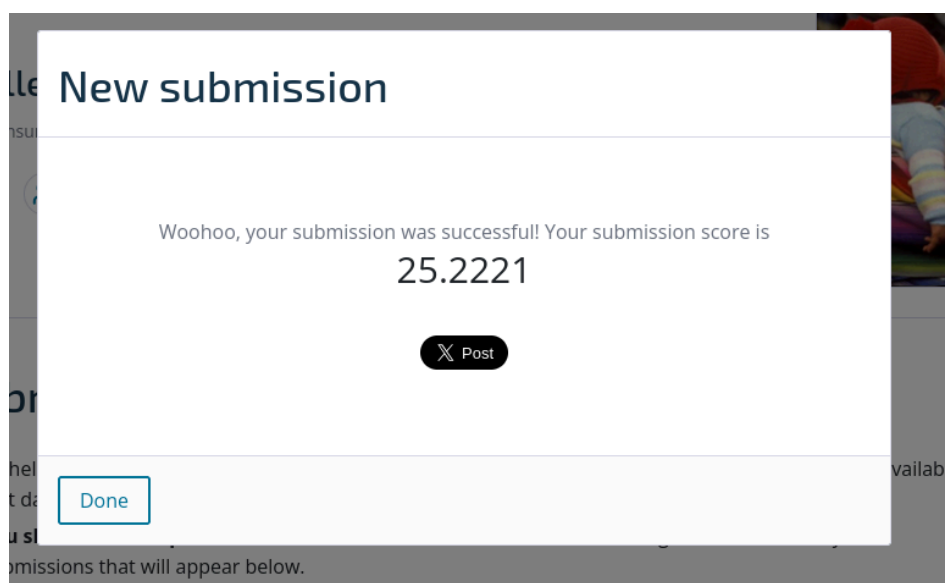 New submission
Woohoo, your submission was successful! Your submission score is
25.2221
Post
Done
submissions that will appear below.